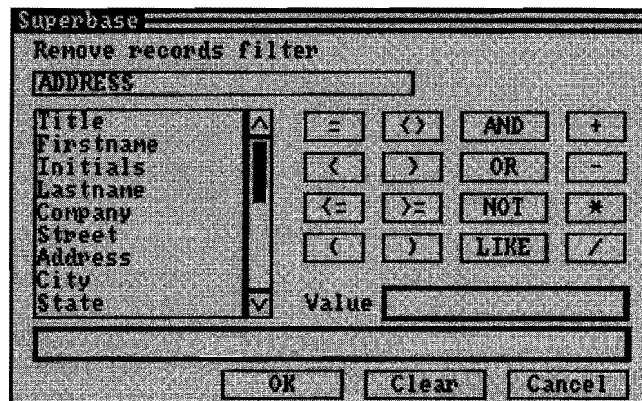 Superbase
Remove records filter
ADDRESS
Title
Firstname
Initials
Lastname
Company
Street
Address
City
State
= <> AND +
< > OR -
<= >= NOT *
( ) LIKE /
Value
OK Clear Cancel